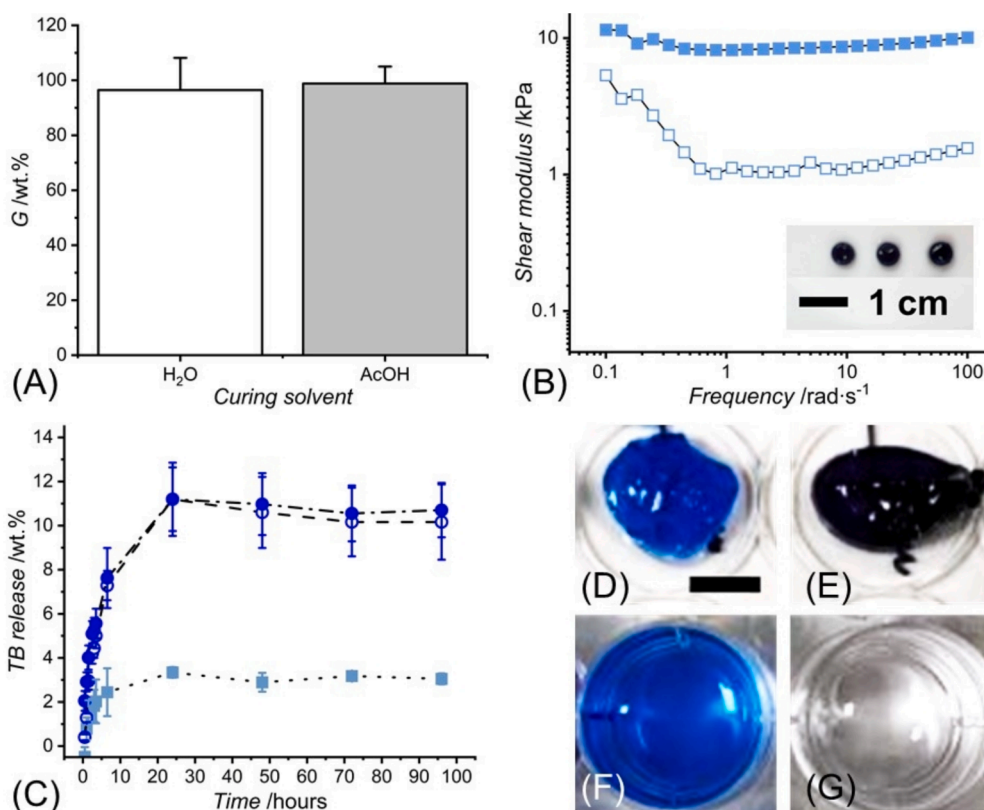 120
100
80
60
40
20
0
G /wt.%
H₂O
AcOH
Curing solvent
(A)
10
1
0.1
Shear modulus /kPa
1 cm
0.1
1
10
100
Frequency /rad·s⁻¹
(B)
14
12
10
8
6
4
2
0
TB release /wt.%
0
10
20
30
40
50
60
70
80
90
100
Time /hours
(C)
(D)
(E)
(F)
(G)